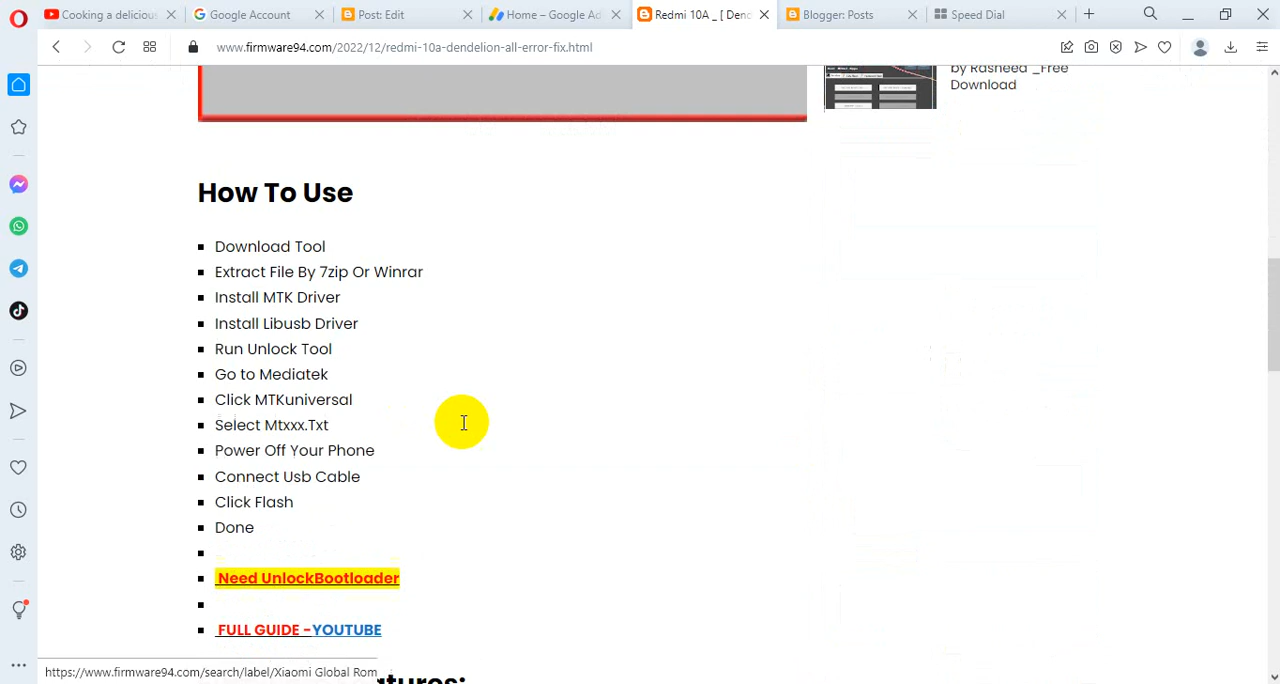 Cooking a delicious
Google Account
Post: Edit
Home – Google Ad
Redmi 10A _ [ Den
Blogger: Posts
Speed Dial
www.firmware94.com/2022/12/redmi-10a-dendelion-all-error-fix.html
by Rasheed _Free
Download
How To Use
Download Tool
Extract File By 7zip Or Winrar
Install MTK Driver
Install Libusb Driver
Run Unlock Tool
Go to Mediatek
Click MTKuniversal
Select Mtxxx.Txt
Power Off Your Phone
Connect Usb Cable
Click Flash
Done
Need UnlockBootloader
FULL GUIDE -YOUTUBE
https://www.firmware94.com/search/label/Xiaomi Global Rom